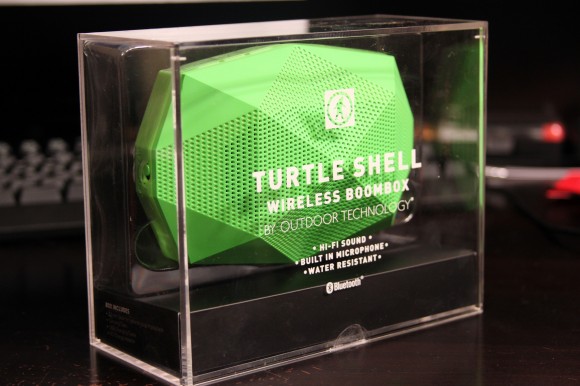 TURTLE SHELL
WIRELESS BOOMBOX
BY OUTDOOR TECHNOLOGY
• HI-FI SOUND •
• BUILT IN MICROPHONE •
• WATER RESISTANT •
Bluetooth®